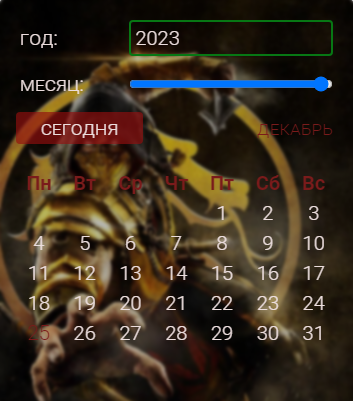 ГОД: 2023
МЕСЯЦ:
СЕГОДНЯ ДЕКАБРЬ
Пн Вт Ср Чт Пт Сб Вс
1 2 3
4 5 6 7 8 9 10
11 12 13 14 15 16 17
18 19 20 21 22 23 24
25 26 27 28 29 30 31